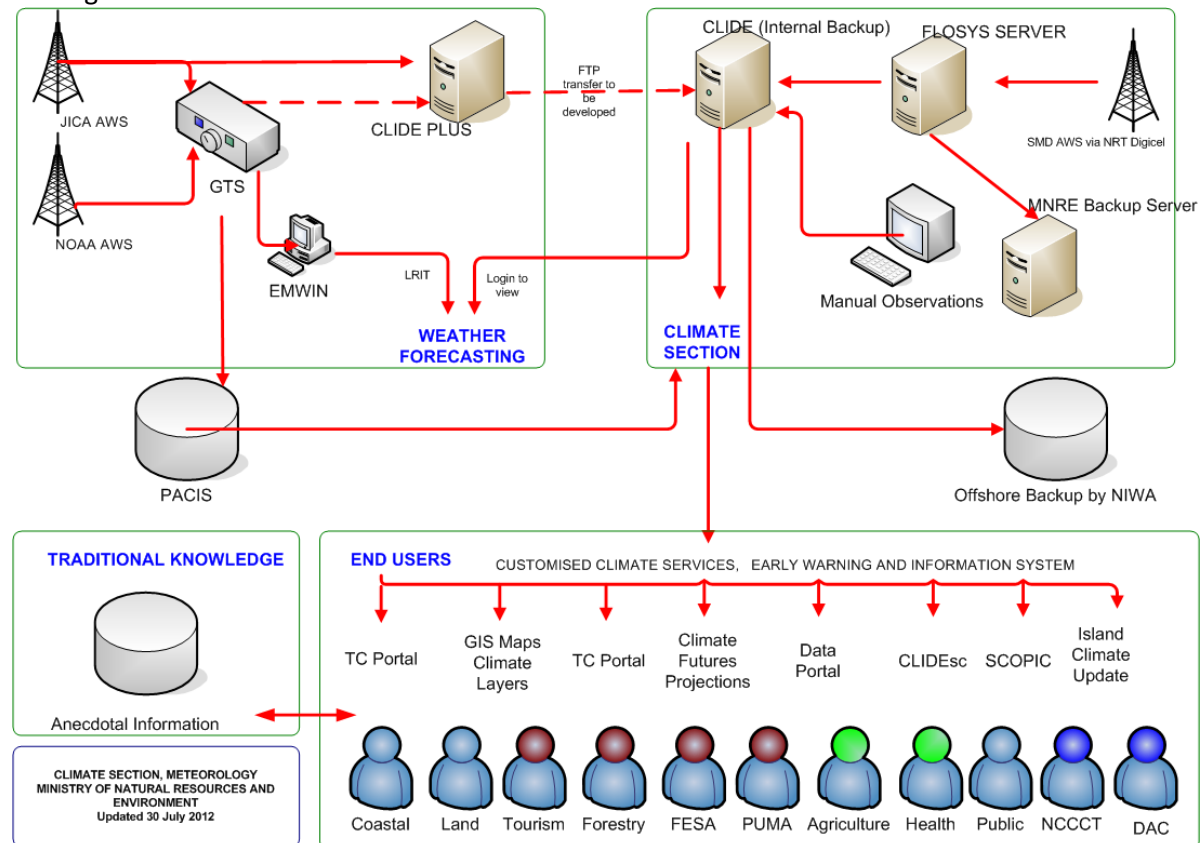 CLIDE (Internal Backup)
FLOSYS SERVER
FTP
transfer to
be
developed
JICA AWS
CLIDE PLUS
SMD AWS via NRT Digicel
GTS
MNRE Backup Server
NOAA AWS
EMWIN
LRIT
Login to
view
Manual Observations
WEATHER
FORECASTING
CLIMATE
SECTION
PACIS
Offshore Backup by NIWA
TRADITIONAL KNOWLEDGE
Anecdotal Information
END USERS
CUSTOMISED CLIMATE SERVICES, EARLY WARNING AND INFORMATION SYSTEM
TC Portal
GIS Maps
Climate
Layers
TC Portal
Climate
Futures
Projections
Data
Portal
CLIDEsc
SCOPIC
Island
Climate
Update
CLIMATE SECTION, METEOROLOGY
MINISTRY OF NATURAL RESOURCES AND
ENVIRONMENT
Updated 30 July 2012
Coastal
Land
Tourism
Forestry
FESA
PUMA
Agriculture
Health
Public
NCCCT
DAC